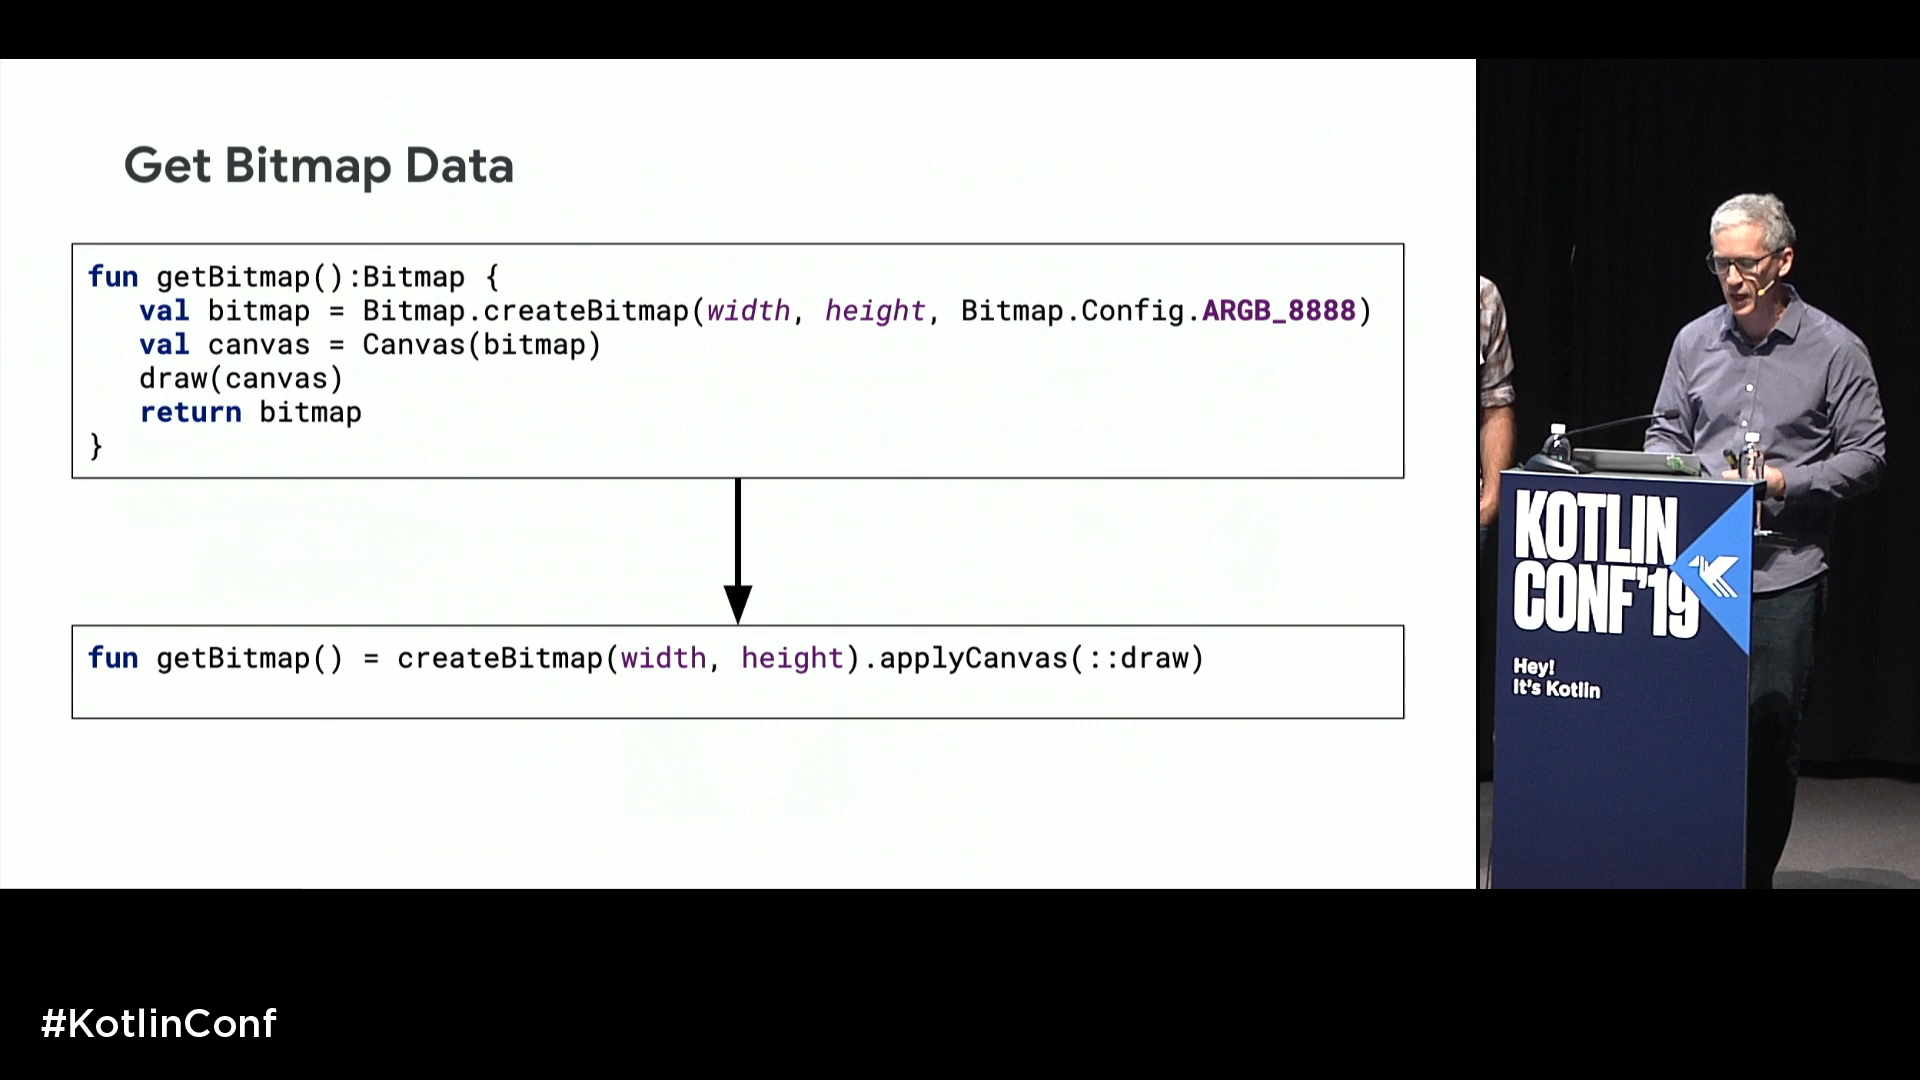 Get Bitmap Data
fun getBitmap():Bitmap {
val bitmap = Bitmap.createBitmap(width, height, Bitmap.Config.ARGB_8888)
val canvas = Canvas(bitmap)
draw(canvas)
return bitmap
}
fun getBitmap() = createBitmap(width, height).applyCanvas(::draw)
KOTLIN
CONF'19
Hey!
It's Kotlin
#KotlinConf